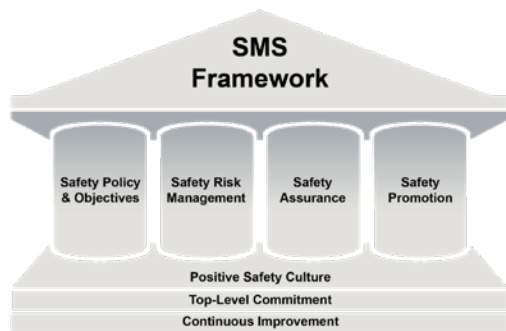 SMS
Framework
Safety Policy
& Objectives
Safety Risk
Management
Safety
Assurance
Safety
Promotion
Positive Safety Culture
Top-Level Commitment
Continuous Improvement